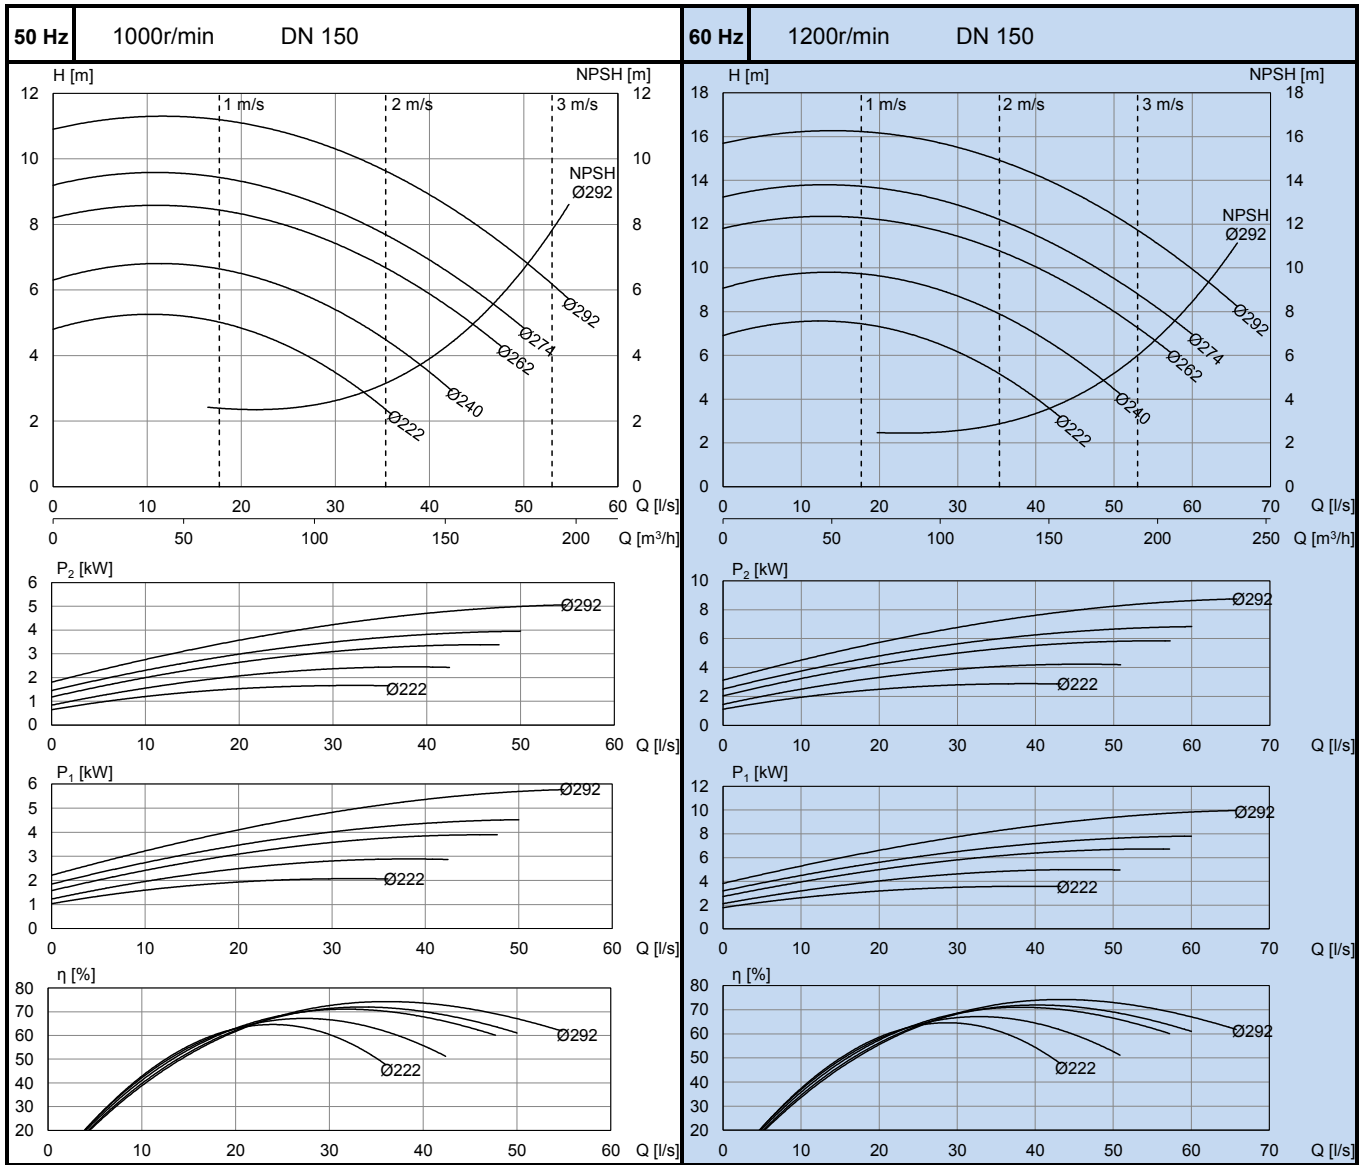 50 Hz 1000r/min DN 150
H [m] NPSH [m]
12 1 m/s 2 m/s 3 m/s 12
10 10
NPSH
Ø292
8 8
6 6
Ø292
Ø274
Ø262
4 4
Ø240
Ø222
2 2
0 0
0 10 20 30 40 50 60 Q [l/s]
0 50 100 150 200 Q [m³/h]
P₂ [kW]
6
5 Ø292
4
3
2
Ø222
1
0
0 10 20 30 40 50 60 Q [l/s]
P₁ [kW]
6 Ø292
5
4
3
2 Ø222
1
0
0 10 20 30 40 50 60 Q [l/s]
η [%]
80
70
60 Ø292
50
Ø222
40
30
20
0 10 20 30 40 50 60 Q [l/s]
60 Hz 1200r/min DN 150
H [m] NPSH [m]
18 1 m/s 2 m/s 3 m/s 18
16 16
14 14
12 NPSH 12
Ø292
10 10
8 Ø292 8
Ø274
6 Ø262 6
4 Ø240 4
Ø222
2 2
0 0
0 10 20 30 40 50 60 70 Q [l/s]
0 50 100 150 200 250 Q [m³/h]
P₂ [kW]
10
8 Ø292
6
4
Ø222
2
0
0 10 20 30 40 50 60 70 Q [l/s]
P₁ [kW]
12
10 Ø292
8
6
4 Ø222
2
0
0 10 20 30 40 50 60 70 Q [l/s]
η [%]
80
70
60 Ø292
50
Ø222
40
30
20
0 10 20 30 40 50 60 70 Q [l/s]